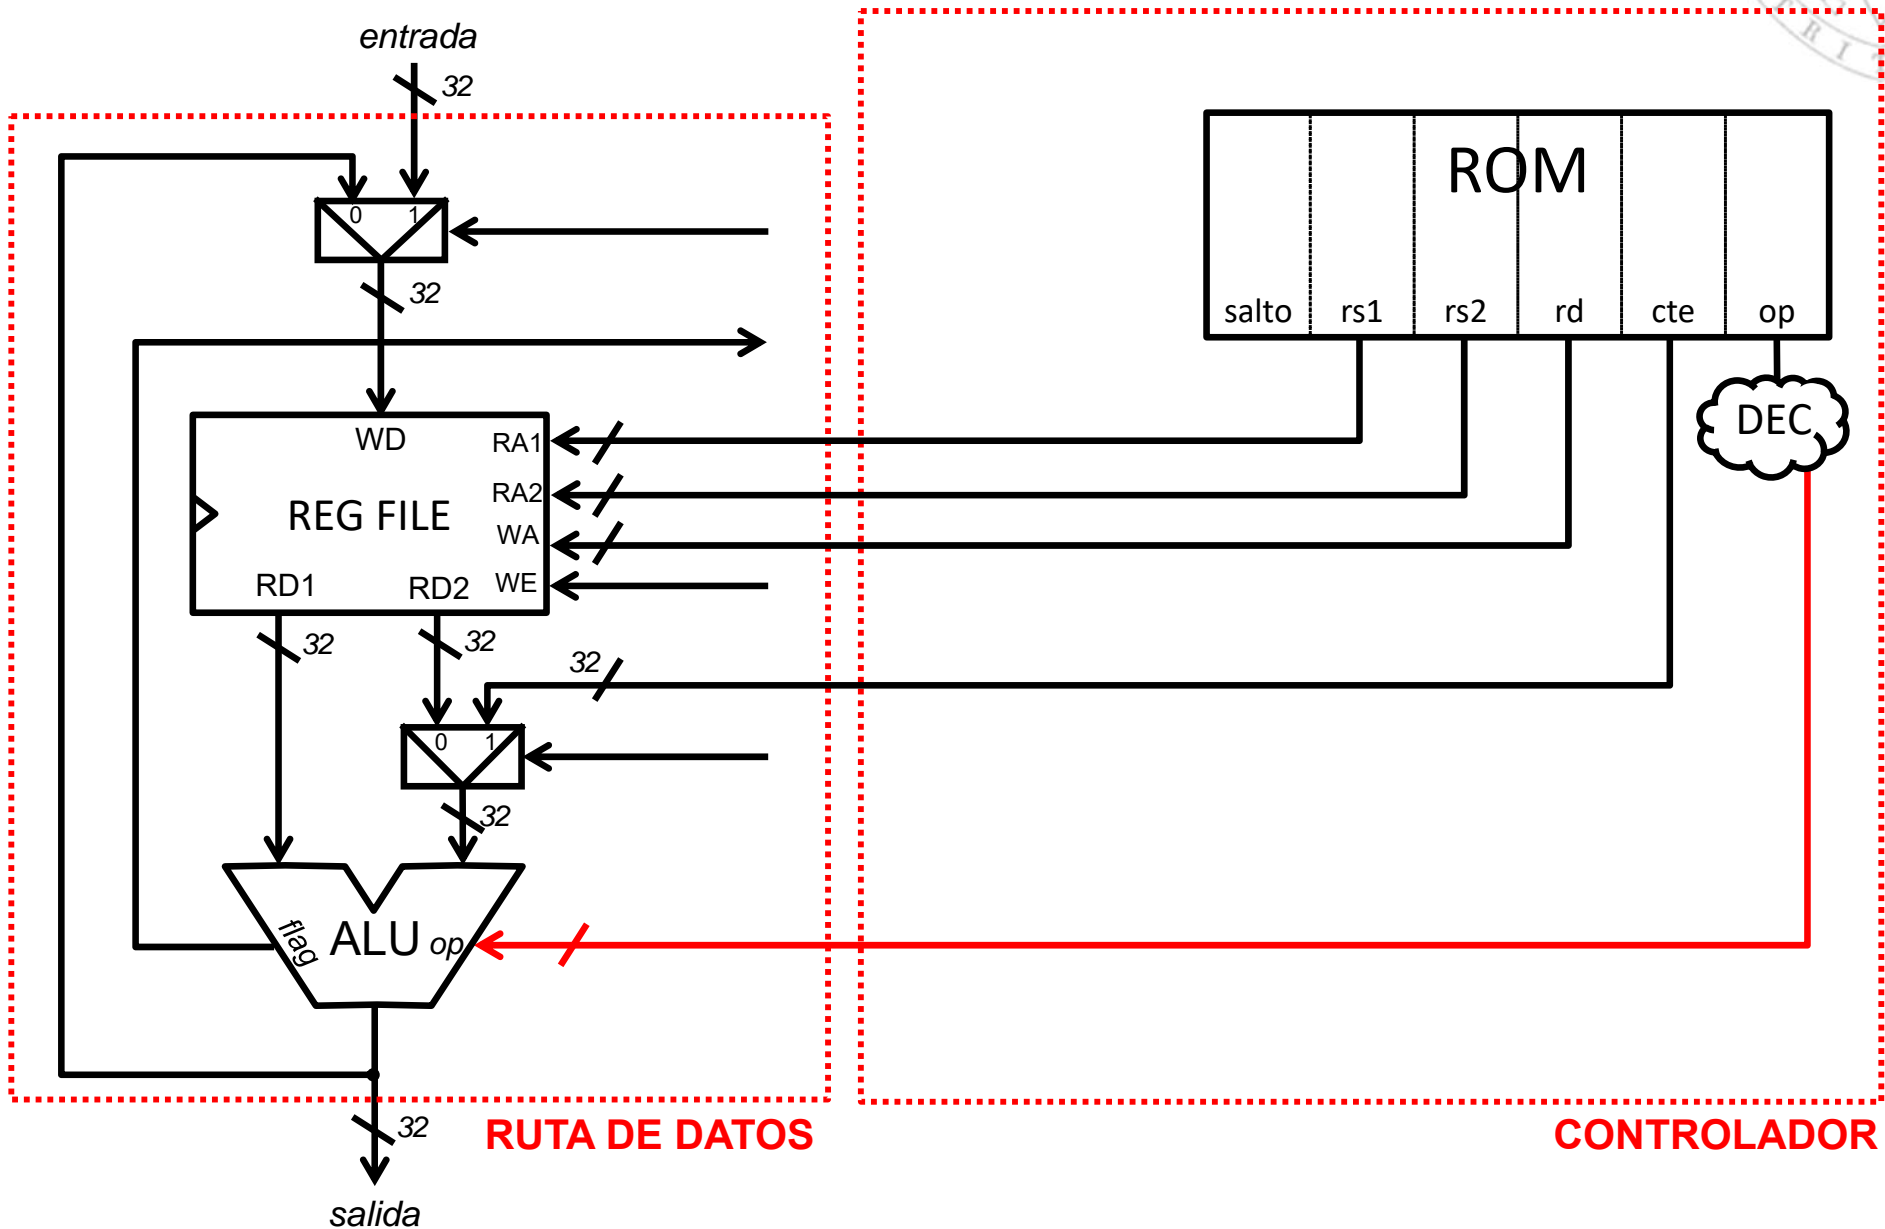 entrada
32
0 1
32
WD
REG FILE
RA1
RA2
WA
WE
RD1
RD2
32
32
32
0 1
32
flag
ALU
op
32
salida
RUTA DE DATOS
ROM
salto rs1 rs2 rd cte op
DEC
CONTROLADOR
R I